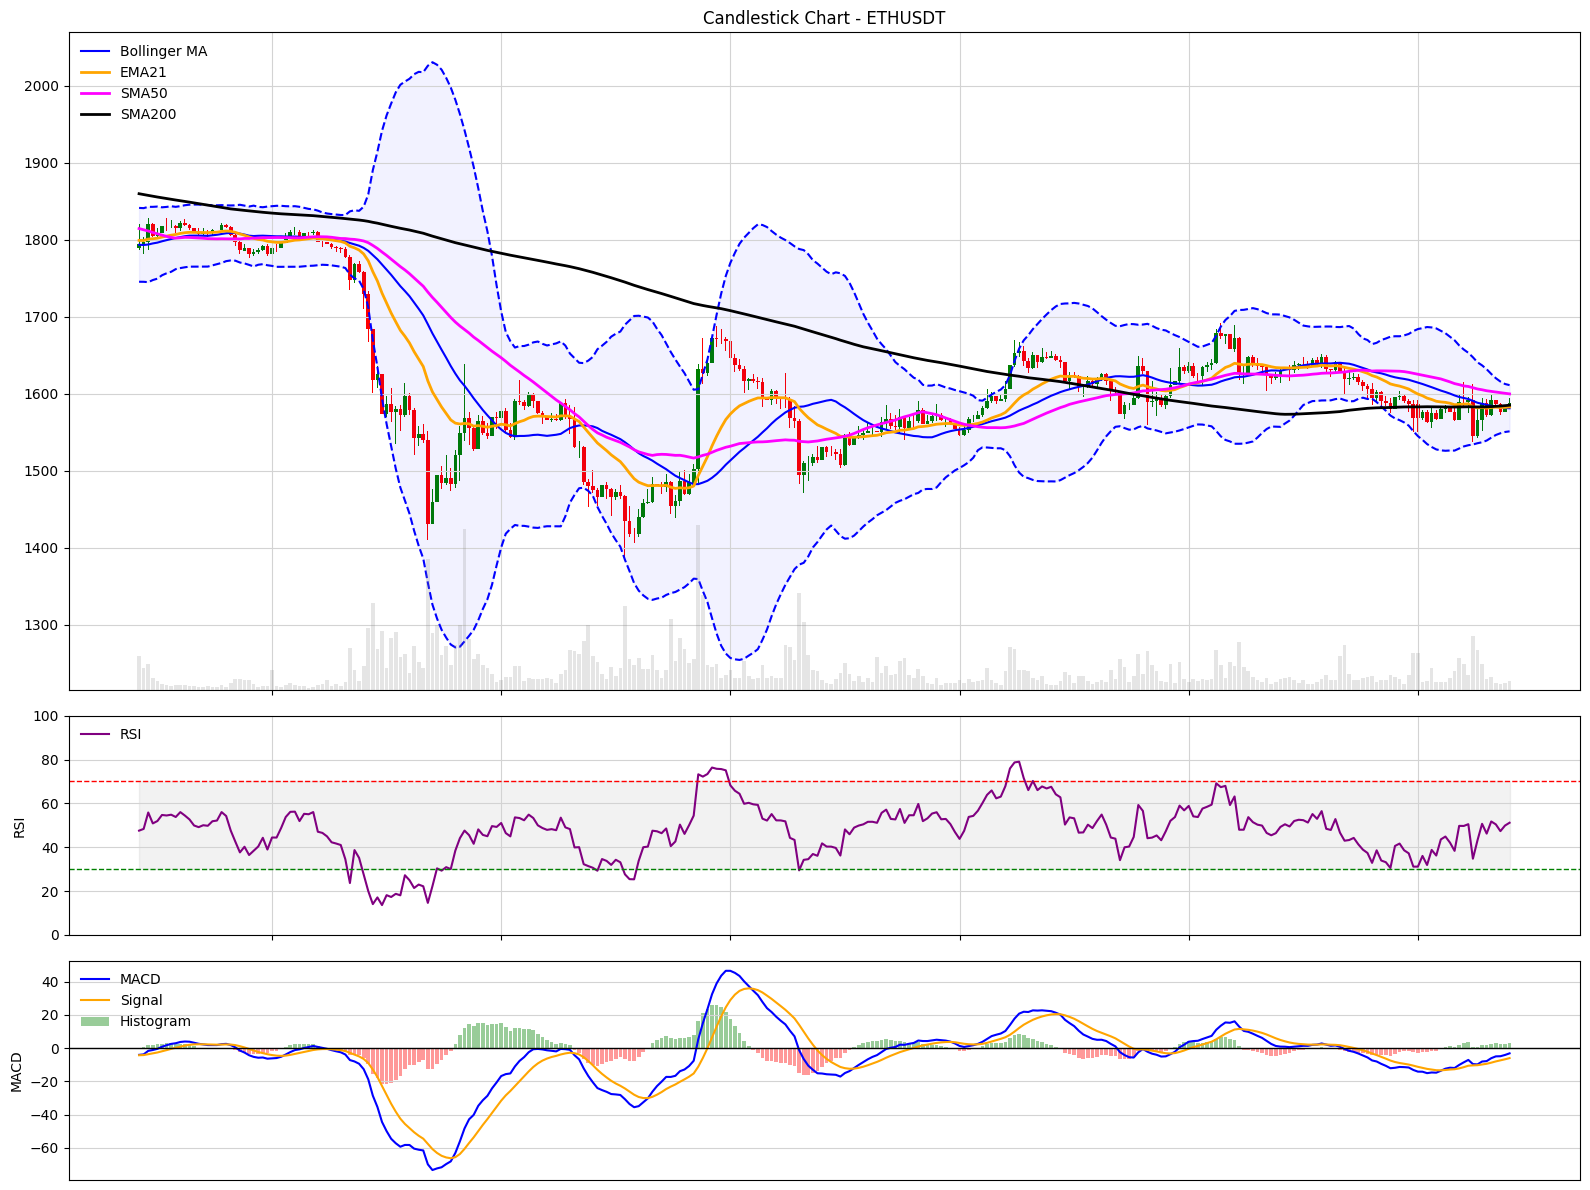 Candlestick Chart - ETHUSDT
Bollinger MA
EMA21
SMA50
SMA200
2000
1900
1800
1700
1600
1500
1400
1300
RSI
100
80
60
40
20
0
RSI
MACD
Signal
Histogram
40
20
0
−20
−40
−60
MACD